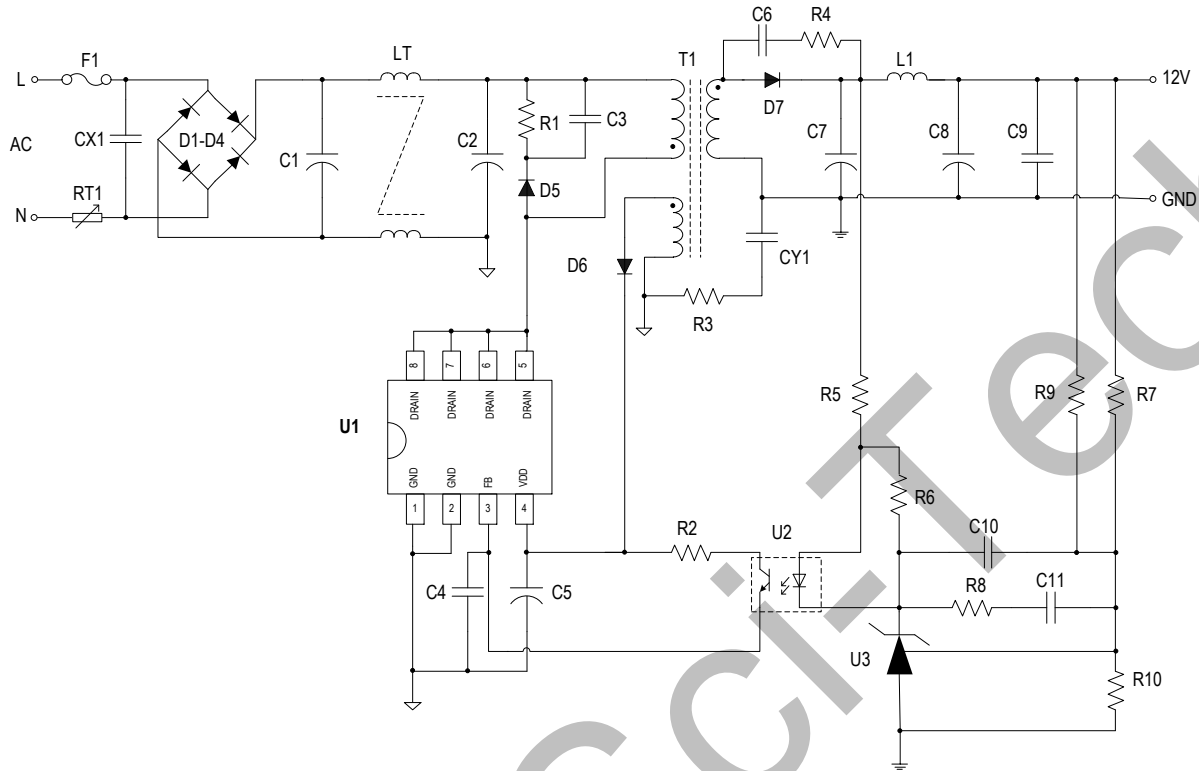 C6
R4
F1
LT
T1
L1
L
12V
D7
CX1
D1-D4
R1
C3
AC
C1
C2
C7
C8
C9
D5
RT1
N
GND
D6
CY1
R3
8
7
6
5
DRAIN
DRAIN
DRAIN
DRAIN
R5
R9
R7
U1
GND
GND
FB
VDD
R6
1
2
3
4
R2
U2
C10
C4
C5
R8
C11
U3
R10
Cci-Tech